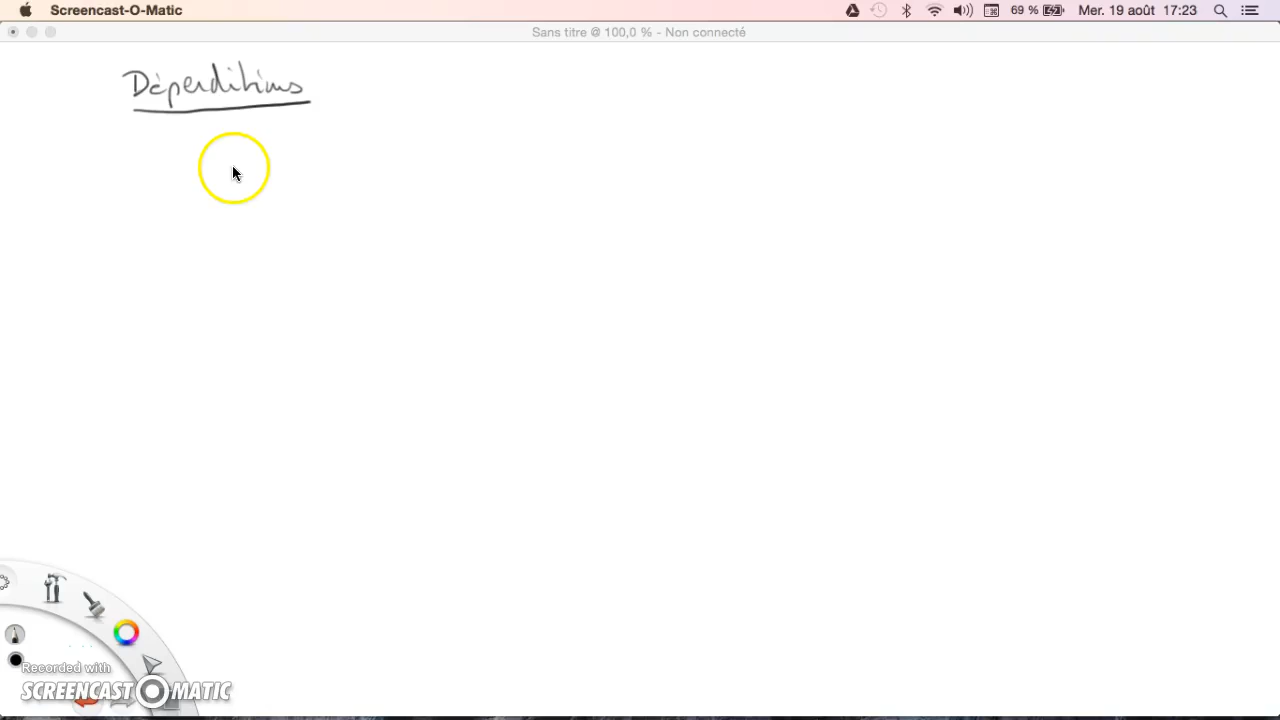 Screencast-O-Matic 69 % Mer. 19 août 17:23
Sans titre @ 100,0 % - Non connecté
Déperditions
Recorded with
SCREENCAST-O-MATIC